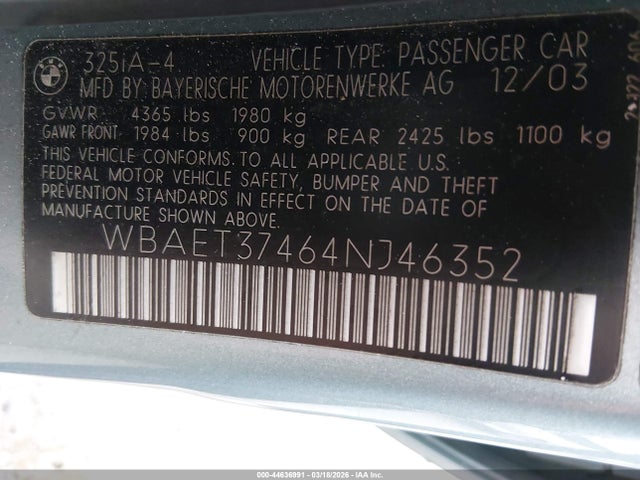 325iA-4 VEHICLE TYPE: PASSENGER CAR
MFD BY: BAYERISCHE MOTORENWERKE AG 12/03
GVWR 4365 lbs 1980 kg
GAWR FRONT 1984 lbs 900 kg REAR 2425 lbs 1100 kg
THIS VEHICLE CONFORMS TO ALL APPLICABLE U.S.
FEDERAL MOTOR VEHICLE SAFETY, BUMPER AND THEFT
PREVENTION STANDARDS IN EFFECT ON THE DATE OF
MANUFACTURE SHOWN ABOVE.
WBAET37464NJ46352
000-44636891 - 03/18/2026 - IAAI.COM